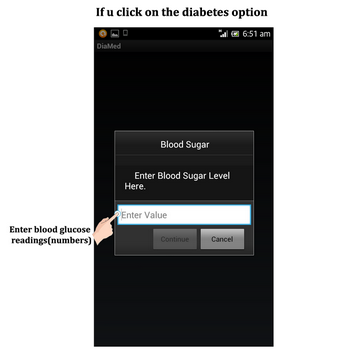 If u click on the diabetes option
6:51 am
DiaMed
Blood Sugar
Enter Blood Sugar Level
Here.
Enter Value
Enter blood glucose
readings(numbers)
Continue Cancel